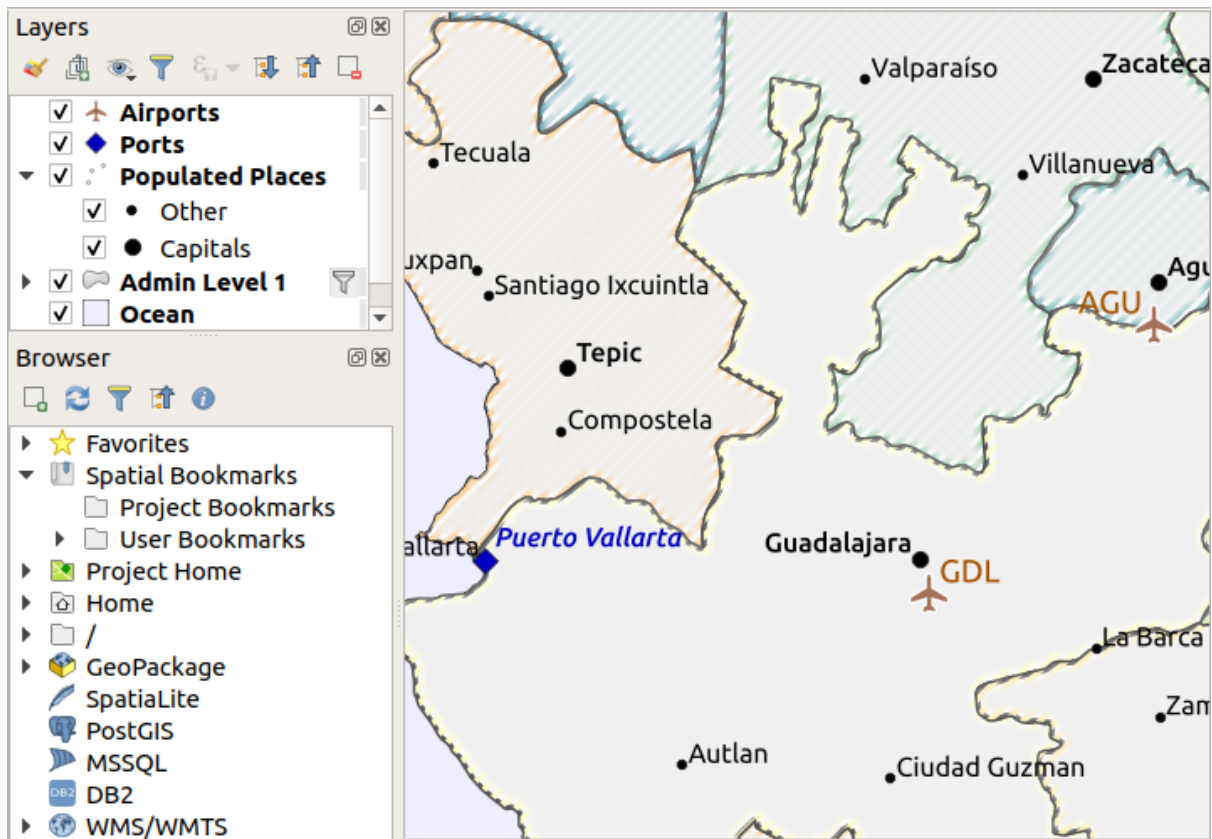 Layers
Airports
Ports
Populated Places
Other
Capitals
Admin Level 1
Ocean
Browser
Favorites
Spatial Bookmarks
Project Bookmarks
User Bookmarks
Project Home
Home
/
GeoPackage
SpatiaLite
PostGIS
MSSQL
DB2
DB2
WMS/WMTS
Valparaíso
Zacateca
Tecuala
Villanueva
uxpan
Santiago Ixcuintla
Agu
AGU
Tepic
Compostela
allarta
Puerto Vallarta
Guadalajara
GDL
La Barca
Zam
Autlan
Ciudad Guzman